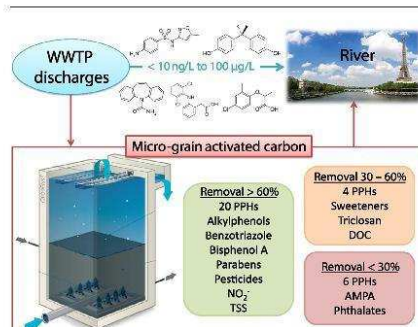 WWTP
discharges
< 10 ng/L to 100 µg/L
River
Micro-grain activated carbon
Removal > 60%
20 PPHs
Alkylphenols
Benzotriazole
Bisphenol A
Parabens
Pesticides
NO₂⁻
TSS
Removal 30 – 60%
4 PPHs
Sweeteners
Triclosan
DOC
Removal < 30%
6 PPHs
AMPA
Phthalates